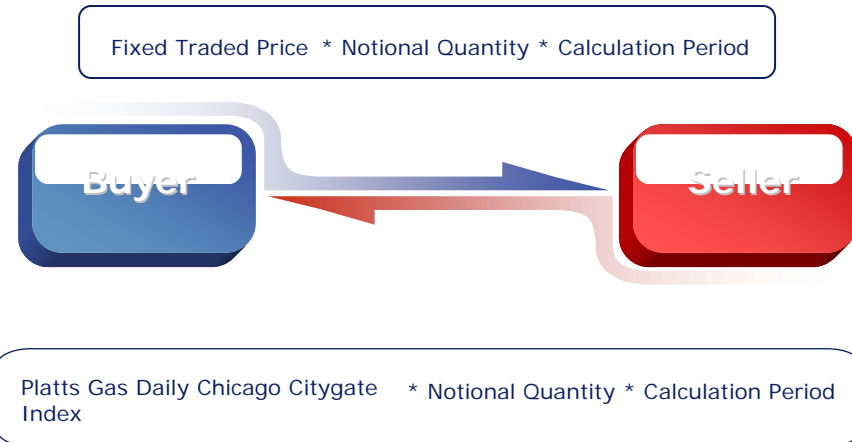 Fixed Traded Price * Notional Quantity * Calculation Period
Buyer
Seller
Platts Gas Daily Chicago Citygate * Notional Quantity * Calculation Period
Index